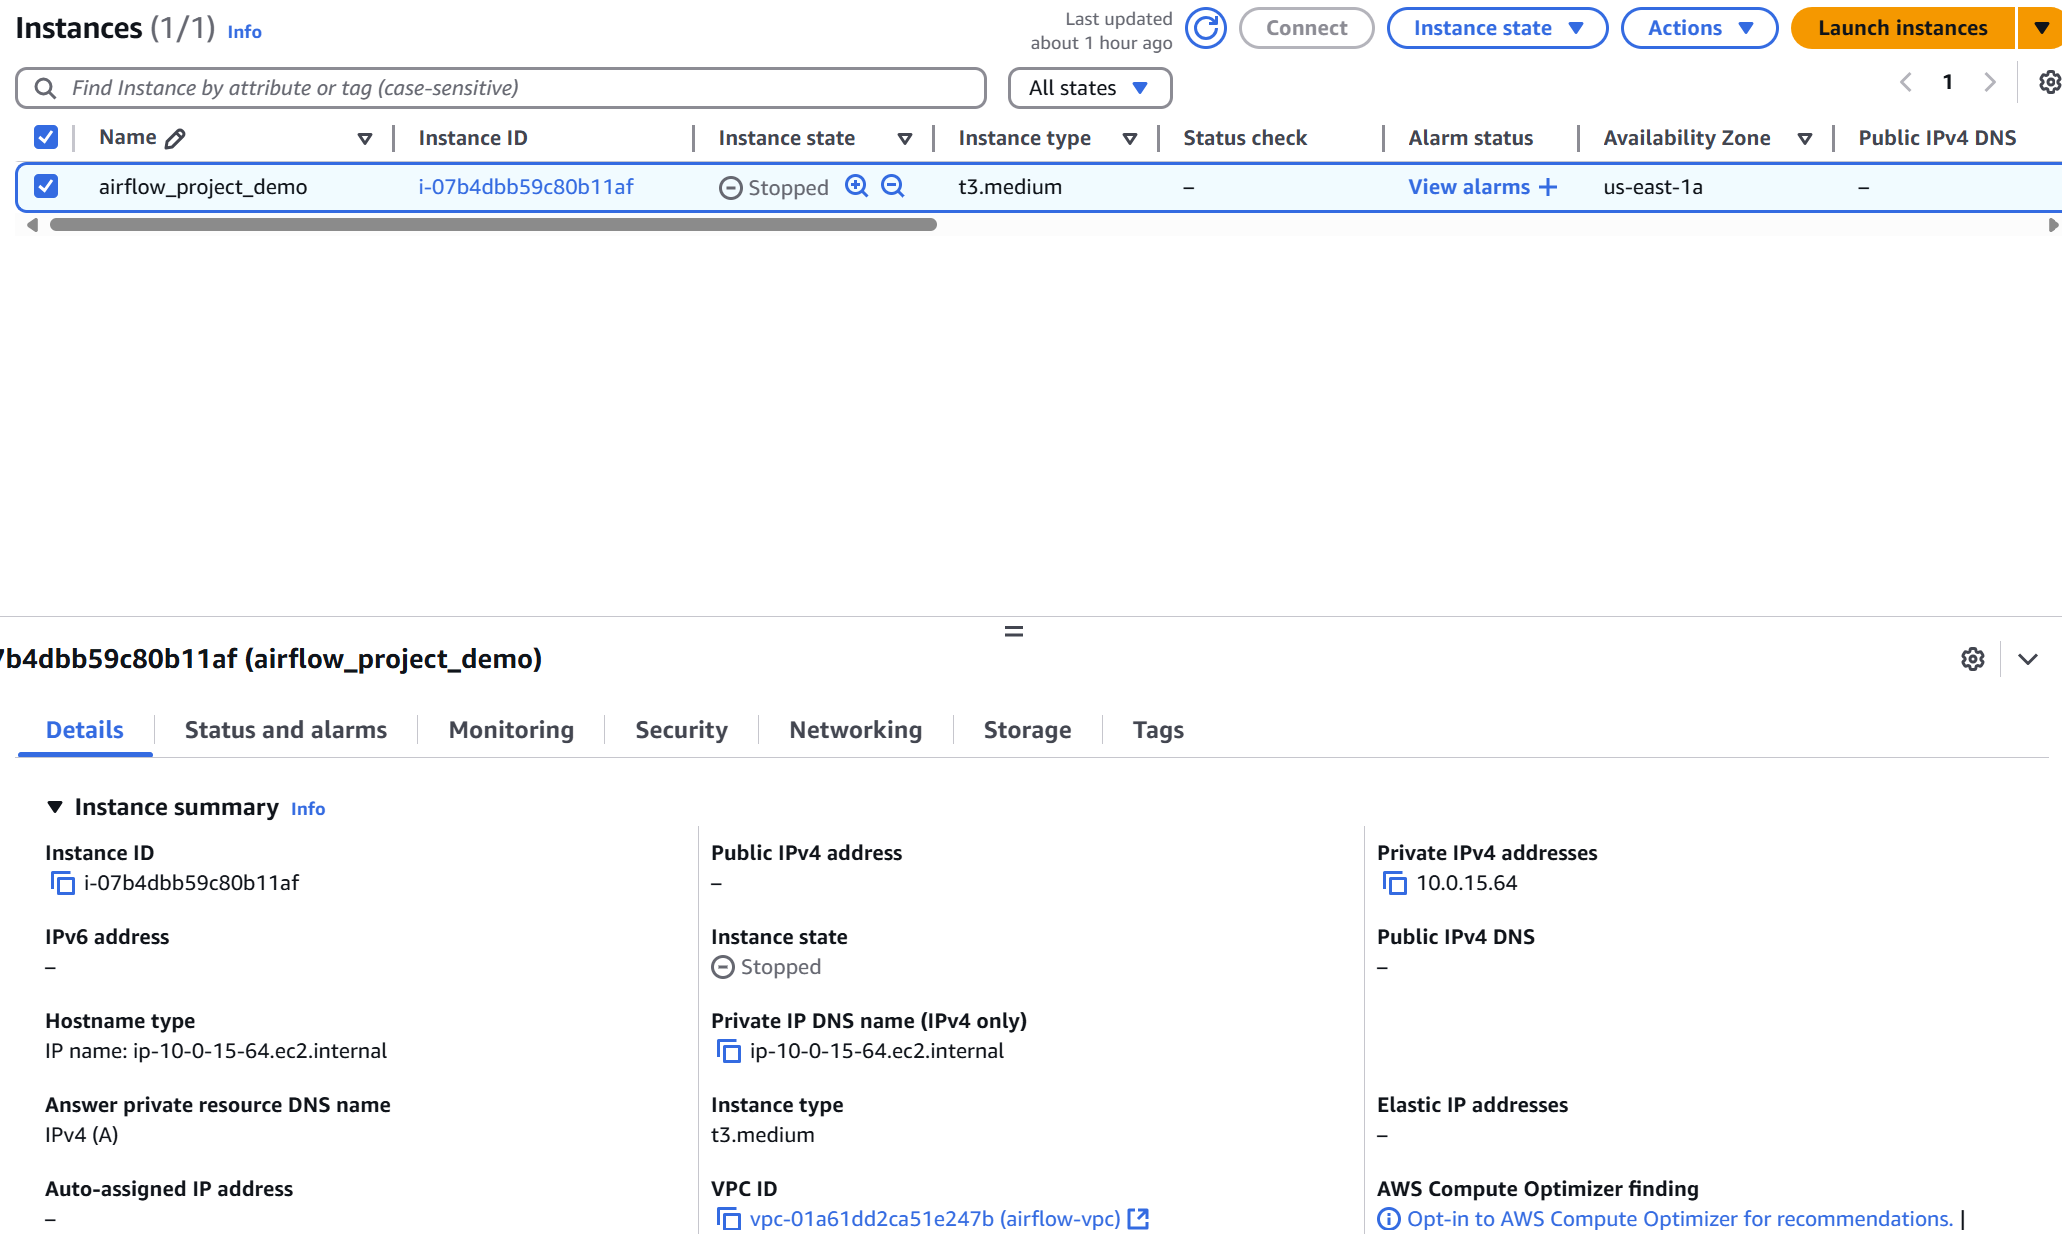 Instances (1/1) Info
Last updated
about 1 hour ago
Connect
Instance state
Actions
Launch instances
Find Instance by attribute or tag (case-sensitive)
All states
1
Name Instance ID Instance state Instance type Status check Alarm status Availability Zone Public IPv4 DNS
airflow_project_demo i-07b4dbb59c80b11af Stopped t3.medium – View alarms + us-east-1a –
7b4dbb59c80b11af (airflow_project_demo)
Details Status and alarms Monitoring Security Networking Storage Tags
Instance summary Info
Instance ID
i-07b4dbb59c80b11af
Public IPv4 address
–
Private IPv4 addresses
10.0.15.64
IPv6 address
–
Instance state
Stopped
Public IPv4 DNS
–
Hostname type
IP name: ip-10-0-15-64.ec2.internal
Private IP DNS name (IPv4 only)
ip-10-0-15-64.ec2.internal
Answer private resource DNS name
IPv4 (A)
Instance type
t3.medium
Elastic IP addresses
–
Auto-assigned IP address
–
VPC ID
vpc-01a61dd2ca51e247b (airflow-vpc)
AWS Compute Optimizer finding
Opt-in to AWS Compute Optimizer for recommendations. |